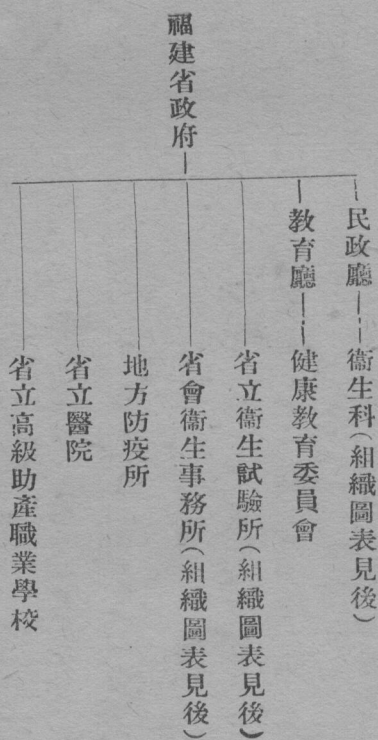 福建省政府
民政廳——衞生科(組織圖表見後)
教育廳——健康教育委員會
省立衞生試驗所(組織圖表見後)
省會衞生事務所(組織圖表見後)
地方防疫所
省立醫院
省立高級助產職業學校